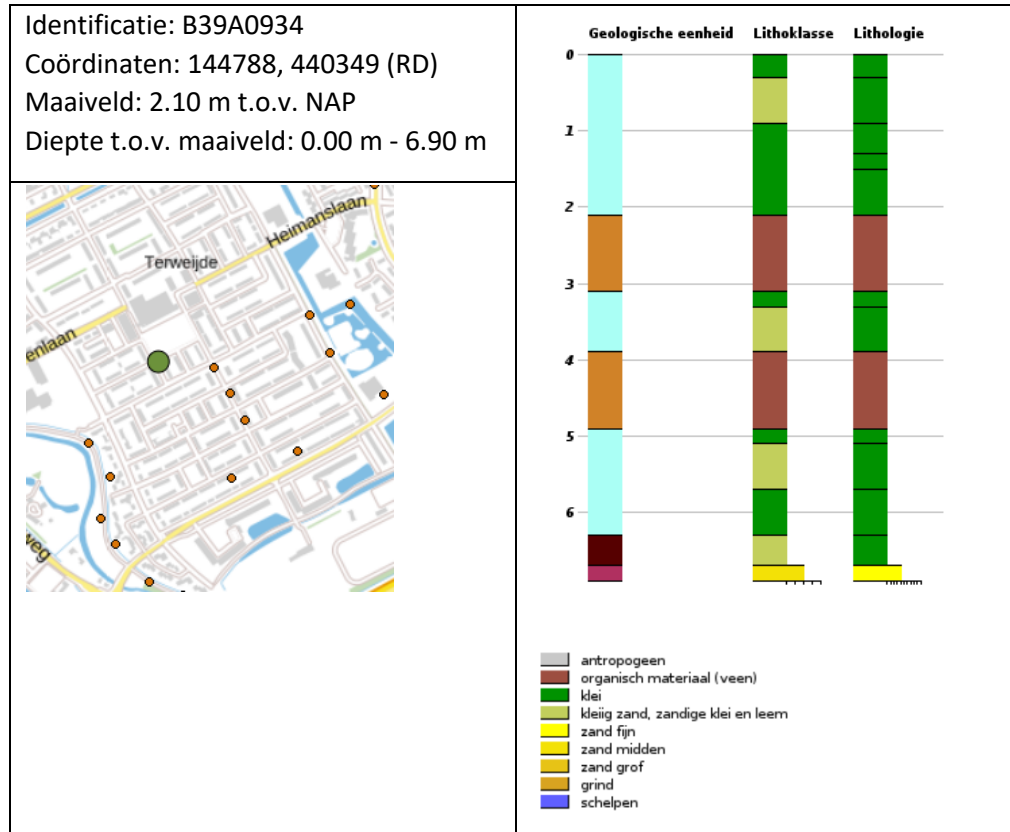 Identificatie: B39A0934
Coördinaten: 144788, 440349 (RD)
Maaiveld: 2.10 m t.o.v. NAP
Diepte t.o.v. maaiveld: 0.00 m - 6.90 m
Heimanslaan
Terweijde
enlaan
weg
Geologische eenheid Lithoklasse Lithologie
0
1
2
3
4
5
6
antropogeen
organisch materiaal (veen)
klei
kleiig zand, zandige klei en leem
zand fijn
zand midden
zand grof
grind
schelpen